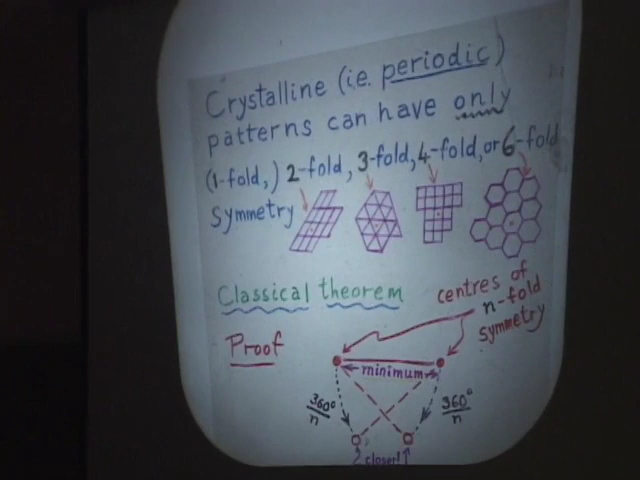 Crystalline (i.e. periodic)
patterns can have only
(1-fold,) 2-fold, 3-fold, 4-fold, or 6-fold
symmetry
Classical theorem
centres of
n-fold
symmetry
Proof
minimum
360°
n
360°
n
closer!